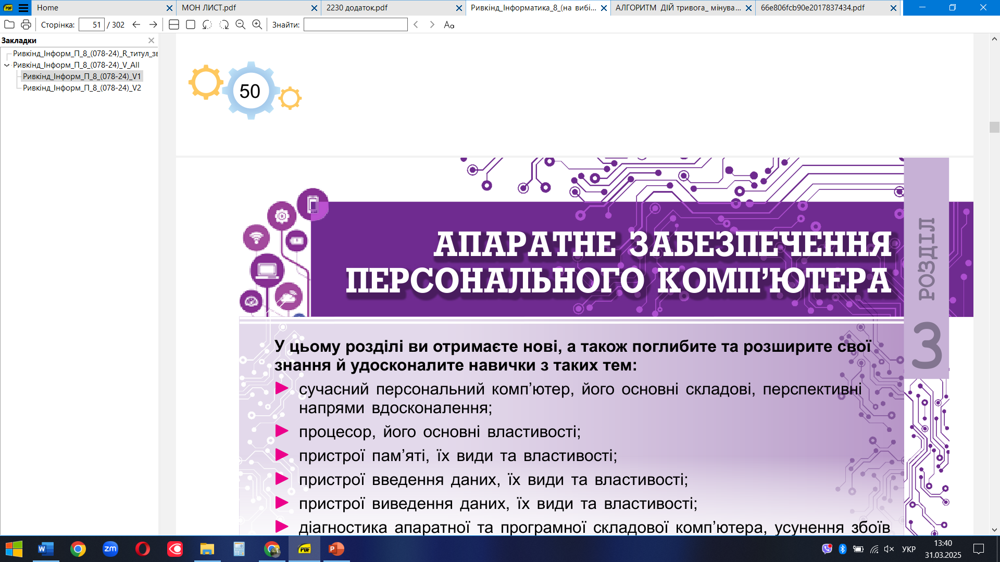 Home
МОН ЛИСТ.pdf
2230 додаток.pdf
Ривкінд_Інформатика_8_(на вибі...
АЛГОРИТМ ДІЙ тривога_ мінува...
66e806fcb90e2017837434.pdf
Сторінка: 51 / 302
Знайти:
Aa
Закладки
Ривкінд_Інформ_П_8_(078-24)_R_титул_зв
Ривкінд_Інформ_П_8_(078-24)_V_All
Ривкінд_Інформ_П_8_(078-24)_V1
Ривкінд_Інформ_П_8_(078-24)_V2
50
АПАРАТНЕ ЗАБЕЗПЕЧЕННЯ
ПЕРСОНАЛЬНОГО КОМП’ЮТЕРА
РОЗДІЛ
3
У цьому розділі ви отримаєте нові, а також поглибите та розширите свої
знання й удосконалите навички з таких тем:
сучасний персональний комп’ютер, його основні складові, перспективні
напрями вдосконалення;
процесор, його основні властивості;
пристрої пам’яті, їх види та властивості;
пристрої введення даних, їх види та властивості;
пристрої виведення даних, їх види та властивості;
діагностика апаратної та програмної складової комп’ютера, усунення збоїв
W
zm
PDF
P
УКР
13:40
31.03.2025